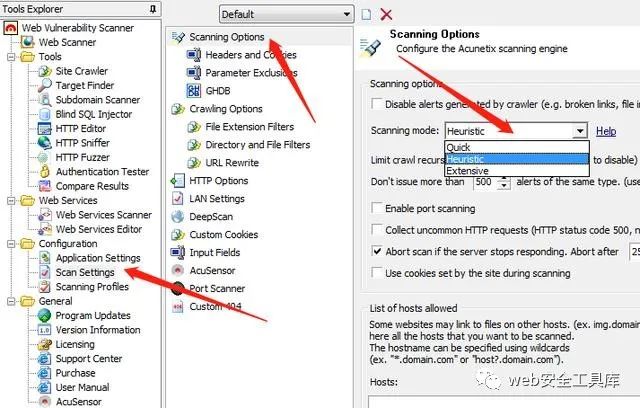 Tools Explorer
Web Vulnerability Scanner
Web Scanner
Tools
Site Crawler
Target Finder
Subdomain Scanner
Blind SQL Injector
HTTP Editor
HTTP Sniffer
HTTP Fuzzer
Authentication Tester
Compare Results
Web Services
Web Services Scanner
Web Services Editor
Configuration
Application Settings
Scan Settings
Scanning Profiles
General
Program Updates
Version Information
Licensing
Support Center
Purchase
User Manual
AcuSensor
Default
Scanning Options
Headers and Cookies
Parameter Exclusions
GHDB
Crawling Options
File Extension Filters
Directory and File Filters
URL Rewrite
HTTP Options
LAN Settings
DeepScan
Custom Cookies
Input Fields
AcuSensor
Port Scanner
Custom 404
Scanning Options
Configure the Acunetix scanning engine
Scanning options
Disable alerts generated by crawler (e.g. broken links, file in
Scanning mode: Heuristic Help
Quick
Heuristic
Extensive
Limit crawl recurs to disable)
Don't issue more than 500 alerts of the same type. (use
Enable port scanning
Collect uncommon HTTP requests (HTTP status code 500, n
Abort scan if the server stops responding. Abort after 25
Use cookies set by the site during scanning
List of hosts allowed
Some websites may link to files on other hosts. (ex. img.domain
here all the hosts that you want to be scanned.
The hostname can be specified using wildcards
(ex. "*.domain.com" or "host?.domain.com").
Hosts:
web安全工具库